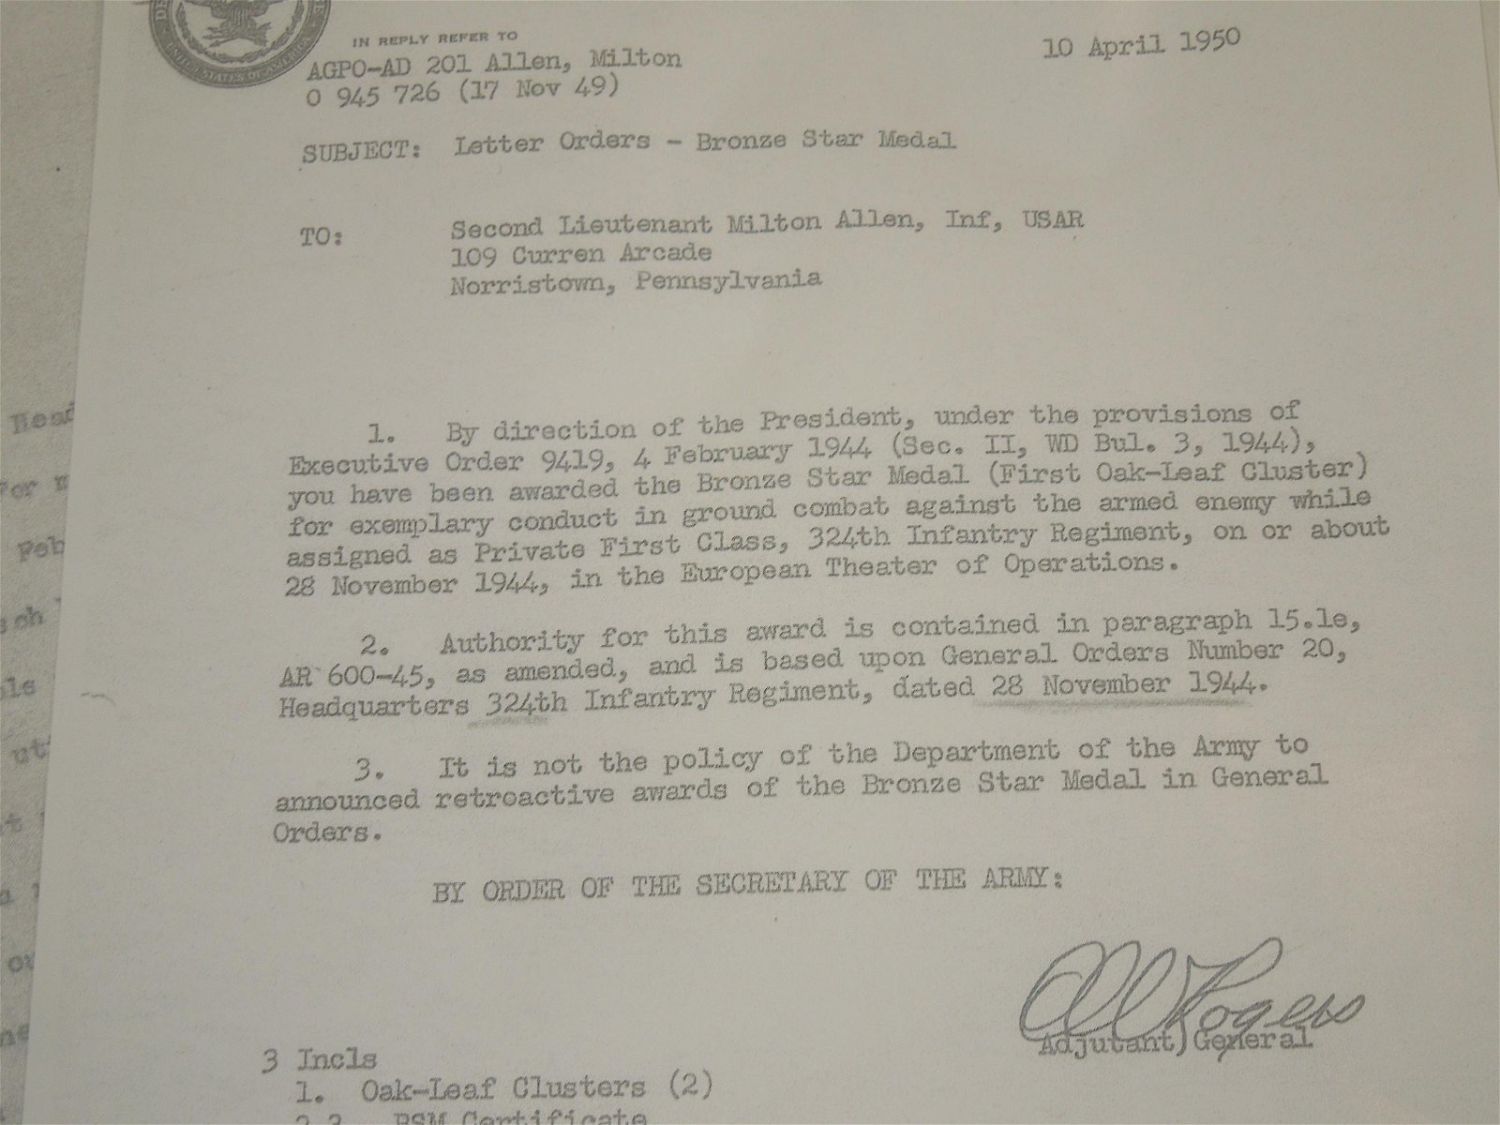 UNITED STATES OF AMERICA
IN REPLY REFER TO
AGPO-AD 201 Allen, Milton
O 945 726 (17 Nov 49)
10 April 1950
SUBJECT: Letter Orders - Bronze Star Medal
TO: Second Lieutenant Milton Allen, Inf, USAR
109 Curren Arcade
Norristown, Pennsylvania
1. By direction of the President, under the provisions of
Executive Order 9419, 4 February 1944 (Sec. II, WD Bul. 3, 1944),
you have been awarded the Bronze Star Medal (First Oak-Leaf Cluster)
for exemplary conduct in ground combat against the armed enemy while
assigned as Private First Class, 324th Infantry Regiment, on or about
28 November 1944, in the European Theater of Operations.
2. Authority for this award is contained in paragraph 15.1e,
AR 600-45, as amended, and is based upon General Orders Number 20,
Headquarters 324th Infantry Regiment, dated 28 November 1944.
3. It is not the policy of the Department of the Army to
announced retroactive awards of the Bronze Star Medal in General
Orders.
BY ORDER OF THE SECRETARY OF THE ARMY:
Rogers
Adjutant General
3 Incls
1. Oak-Leaf Clusters (2)
BSM Certificate